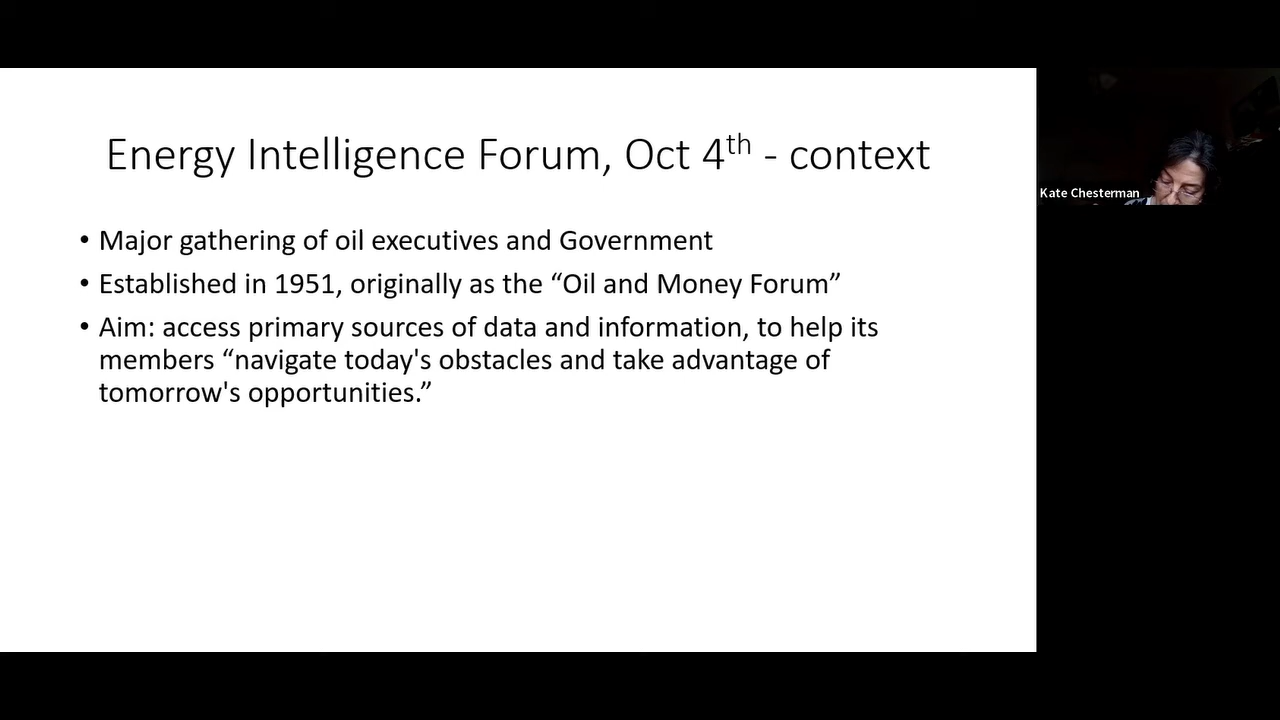 Energy Intelligence Forum, Oct 4th - context
• Major gathering of oil executives and Government
• Established in 1951, originally as the “Oil and Money Forum”
• Aim: access primary sources of data and information, to help its
members “navigate today's obstacles and take advantage of
tomorrow's opportunities.”
Kate Chesterman